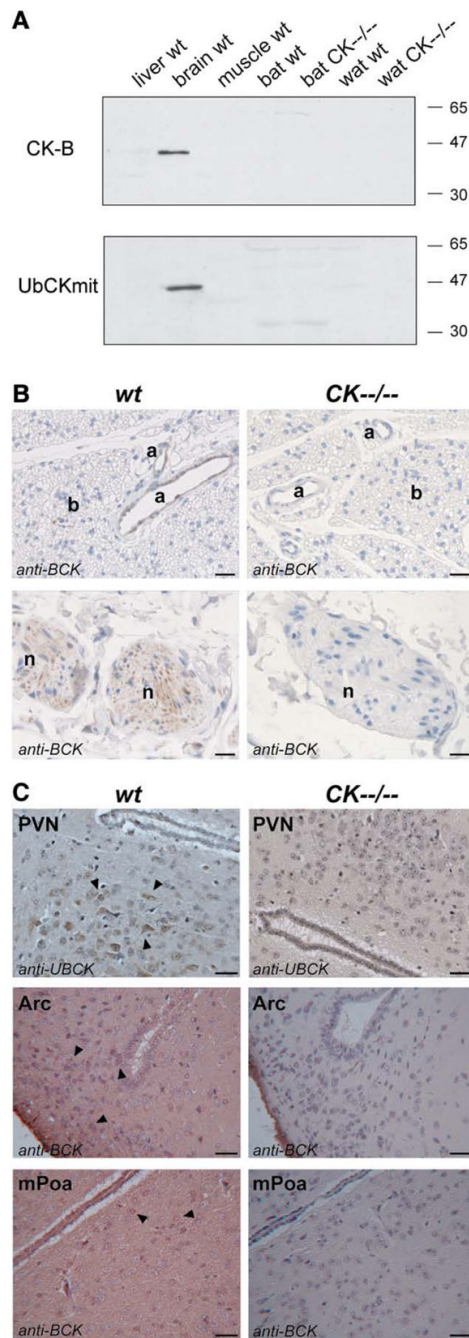 A
liver wt
brain wt
muscle wt
bat wt
bat CK--/--
wat wt
wat CK--/--
CK-B
65
47
30
UbCKmit
65
47
30
B
wt
CK--/--
a
a
b
anti-BCK
a
a
b
anti-BCK
n
n
anti-BCK
n
anti-BCK
C
wt
CK--/--
PVN
anti-UBCK
PVN
anti-UBCK
Arc
anti-BCK
Arc
anti-BCK
mPoa
anti-BCK
mPoa
anti-BCK